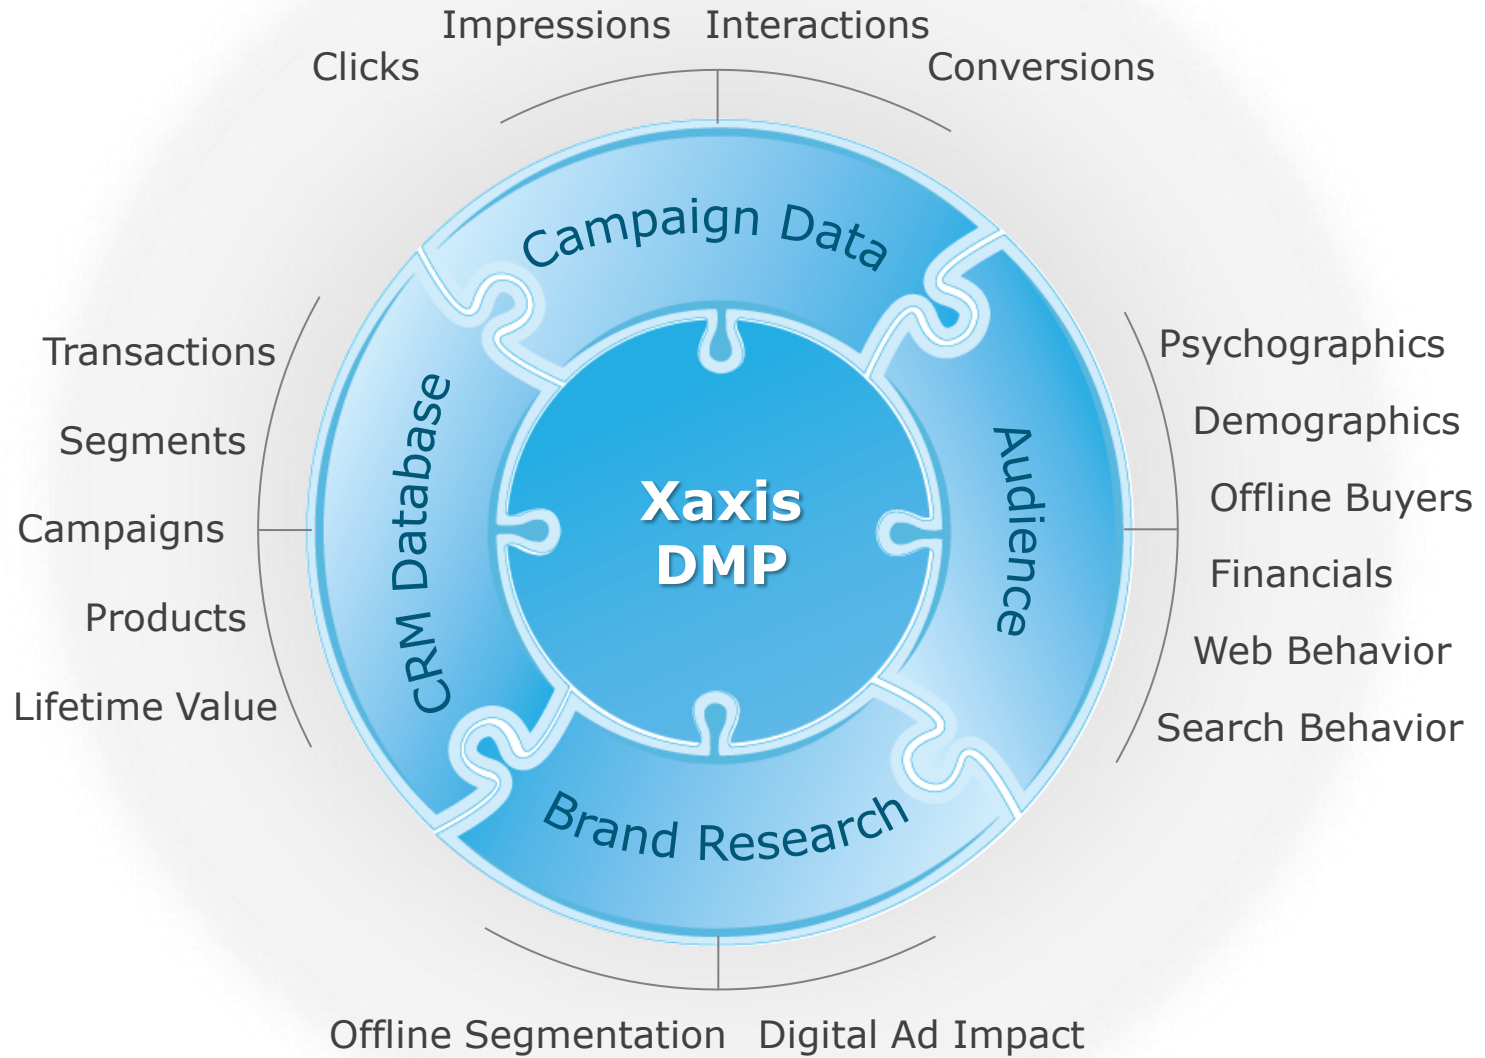 Impressions
Interactions
Clicks
Conversions
Campaign Data
Transactions
Segments
Campaigns
Products
Lifetime Value
CRM Database
Xaxis
DMP
Audience
Psychographics
Demographics
Offline Buyers
Financials
Web Behavior
Search Behavior
Brand Research
Offline Segmentation
Digital Ad Impact